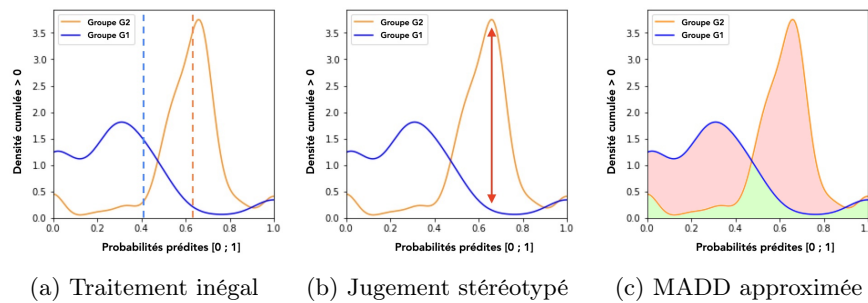 Densité cumulée > 0
3.5
3.0
2.5
2.0
1.5
1.0
0.5
0.0
Groupe G2
Groupe G1
0.0 0.2 0.4 0.6 0.8 1.0
Probabilités prédites [0 ; 1]
(a) Traitement inégal
Densité cumulée > 0
3.5
3.0
2.5
2.0
1.5
1.0
0.5
0.0
Groupe G2
Groupe G1
0.0 0.2 0.4 0.6 0.8 1.0
Probabilités prédites [0 ; 1]
(b) Jugement stéréotypé
Densité cumulée > 0
3.5
3.0
2.5
2.0
1.5
1.0
0.5
0.0
Groupe G2
Groupe G1
0.0 0.2 0.4 0.6 0.8 1.0
Probabilités prédites [0 ; 1]
(c) MADD approximée